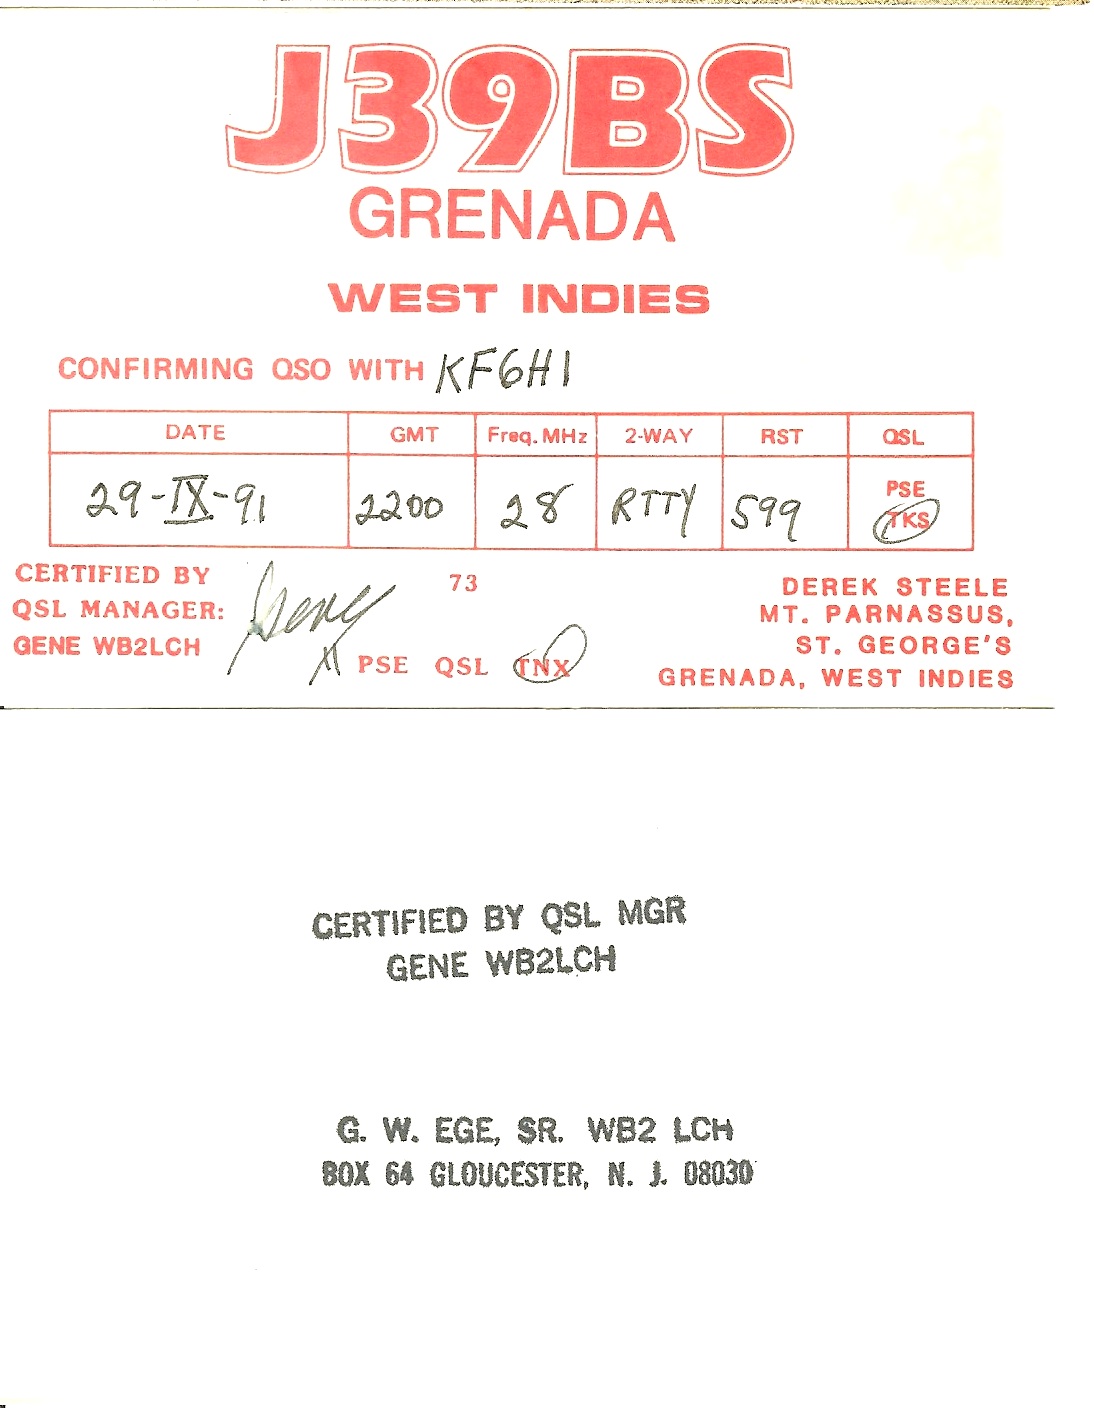 J39BS
GRENADA
WEST INDIES
CONFIRMING QSO WITH KF6HI
DATE GMT Freq. MHz 2-WAY RST QSL
29-IX-91 2200 28 RTTY 599 PSE
TKS
CERTIFIED BY
QSL MANAGER:
GENE WB2LCH
Gene
73
PSE QSL TNX
DEREK STEELE
MT. PARNASSUS,
ST. GEORGE'S
GRENADA, WEST INDIES
CERTIFIED BY QSL MGR
GENE WB2LCH
G. W. EGE, SR. WB2 LCH
BOX 64 GLOUCESTER, N. J. 08030